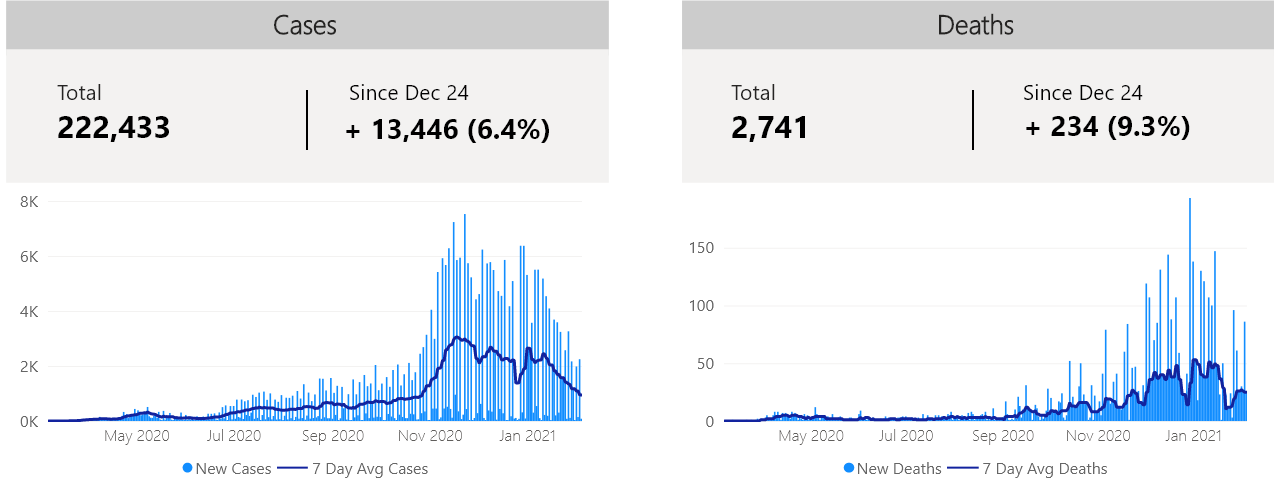 Cases
Total
Since Dec 24
222,433
+ 13,446 (6.4%)
8K
6K
4K
2K
0K
May 2020
Jul 2020
Sep 2020
Nov 2020
Jan 2021
New Cases
7 Day Avg Cases
Deaths
Total
Since Dec 24
2,741
+ 234 (9.3%)
150
100
50
0
May 2020
Jul 2020
Sep 2020
Nov 2020
Jan 2021
New Deaths
7 Day Avg Deaths